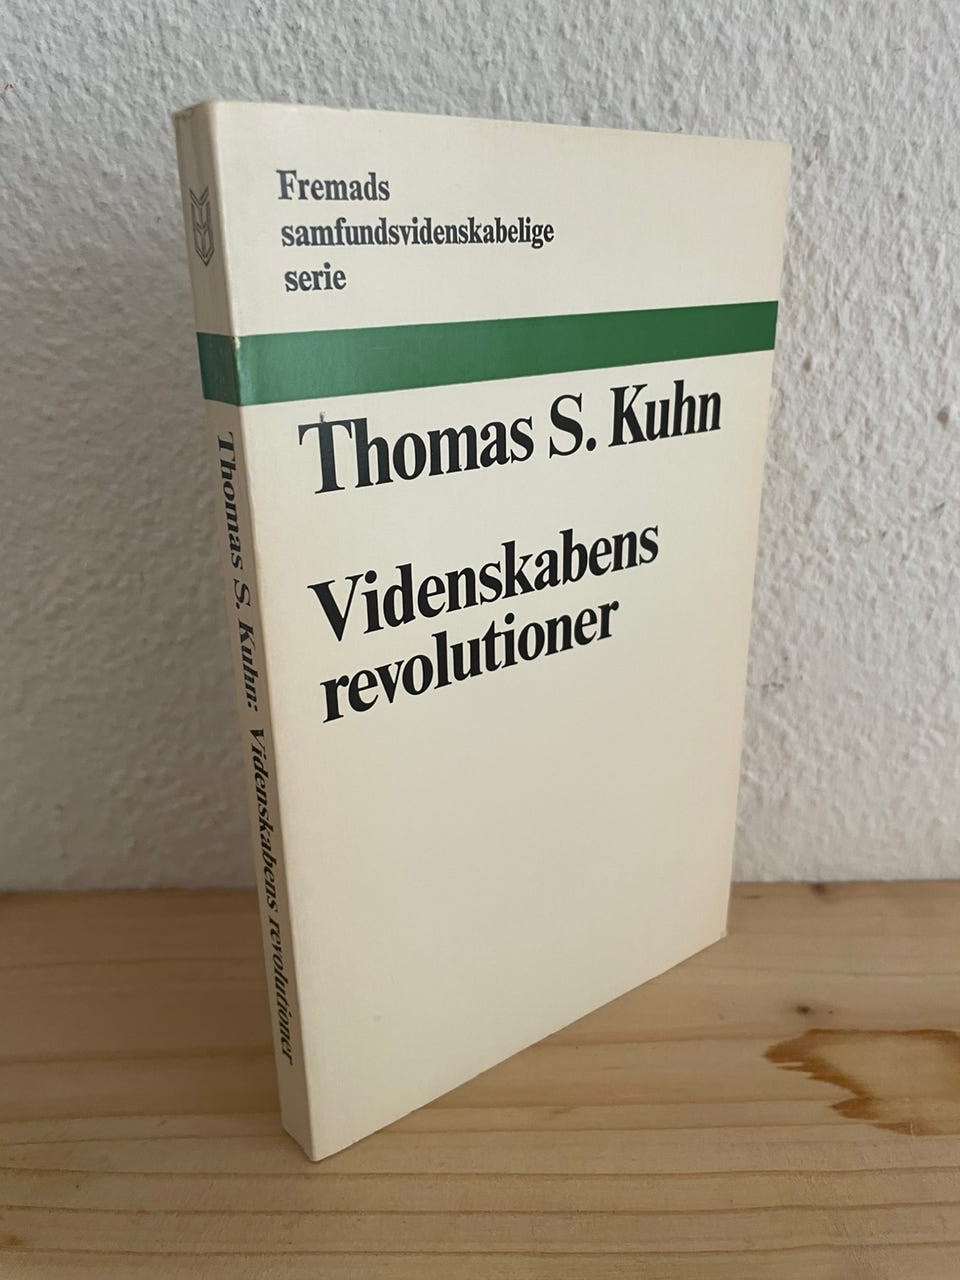 Fremads
samfundsvidenskabelige
serie
Thomas S. Kuhn
Videnskabens
revolutioner
Thomas S. Kuhn: Videnskabens revolutioner